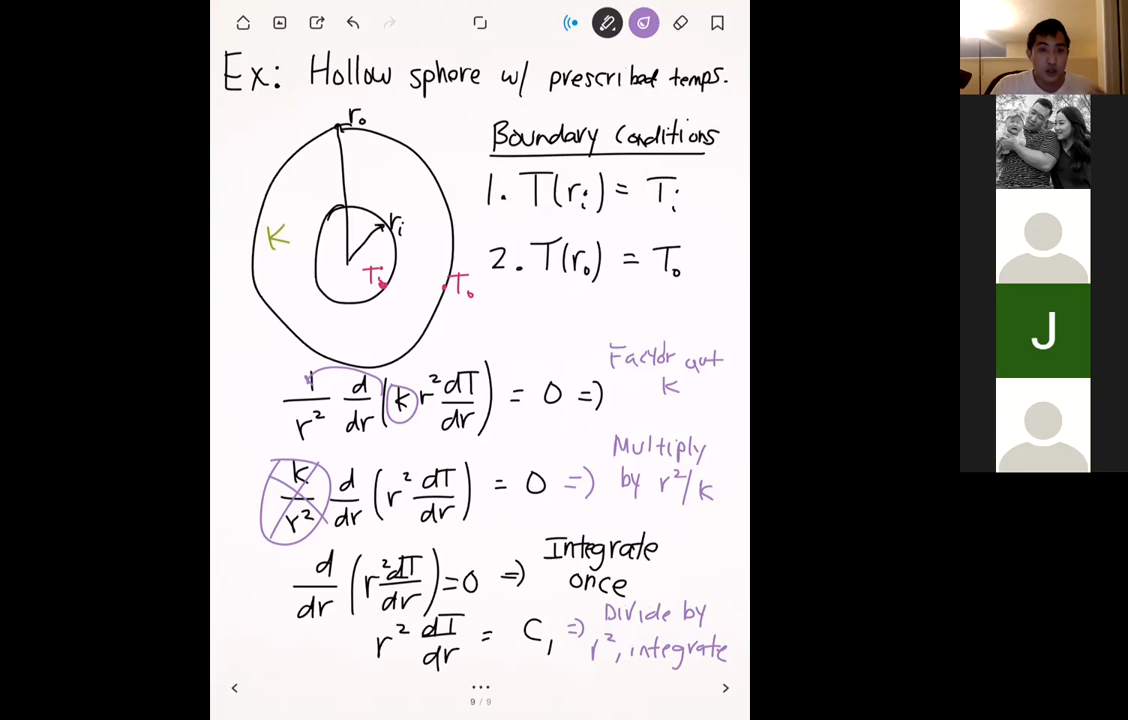 Ex: Hollow sphere w/ prescribed temps.
r₀
Boundary Conditions
1. T(rᵢ) = Tᵢ
rᵢ
K
2. T(r₀) = T₀
Tᵢ
T₀
Factor out
K
1/r² d/dr (k r² dT/dr) = 0 =>
Multiply
by r²/k
k/r² d/dr (r² dT/dr) = 0 =>
Integrate
once
d/dr (r² dT/dr) = 0 =>
Divide by
r², integrate
r² dT/dr = C₁ =>
9 / 9
J